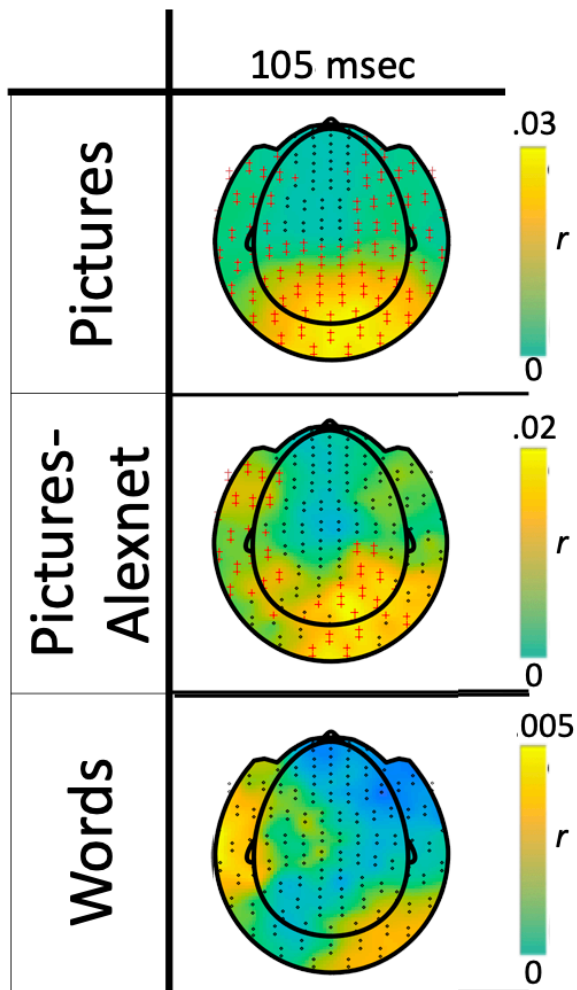 105 msec
Pictures
.03
r
0
Pictures-
Alexnet
.02
r
0
Words
.005
r
0